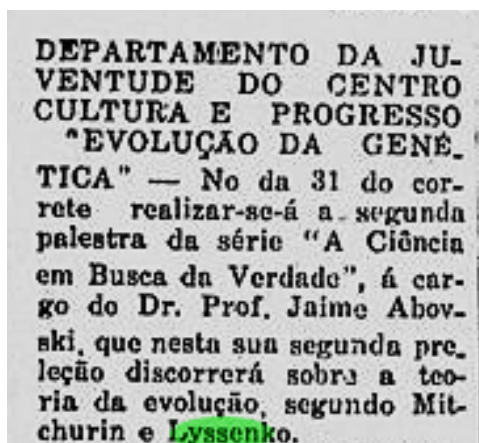 DEPARTAMENTO DA JU-
VENTUDE DO CENTRO
CULTURA E PROGRESSO
"EVOLUÇÃO DA GENÉ-
TICA" — No da 31 do cor-
rete realizar-se-á a segunda
palestra da série "A Ciência
em Busca da Verdade", á car-
go do Dr. Prof. Jaime Abov-
ski, que nesta sua segunda pre-
leção discorrerá sobre a teo-
ria da evolução, segundo Mit-
churin e Lyssenko.